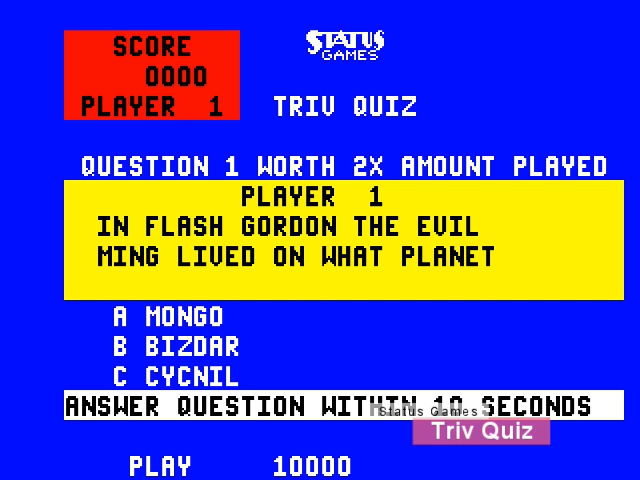 SCORE
STATUS
GAMES
0000
PLAYER 1
TRIV QUIZ
QUESTION 1 WORTH 2X AMOUNT PLAYED
PLAYER 1
IN FLASH GORDON THE EVIL
MING LIVED ON WHAT PLANET
A MONGO
B BIZDAR
C CYCNIL
ANSWER QUESTION WITHIN 10 SECONDS
Status Games
Triv Quiz
PLAY 10000